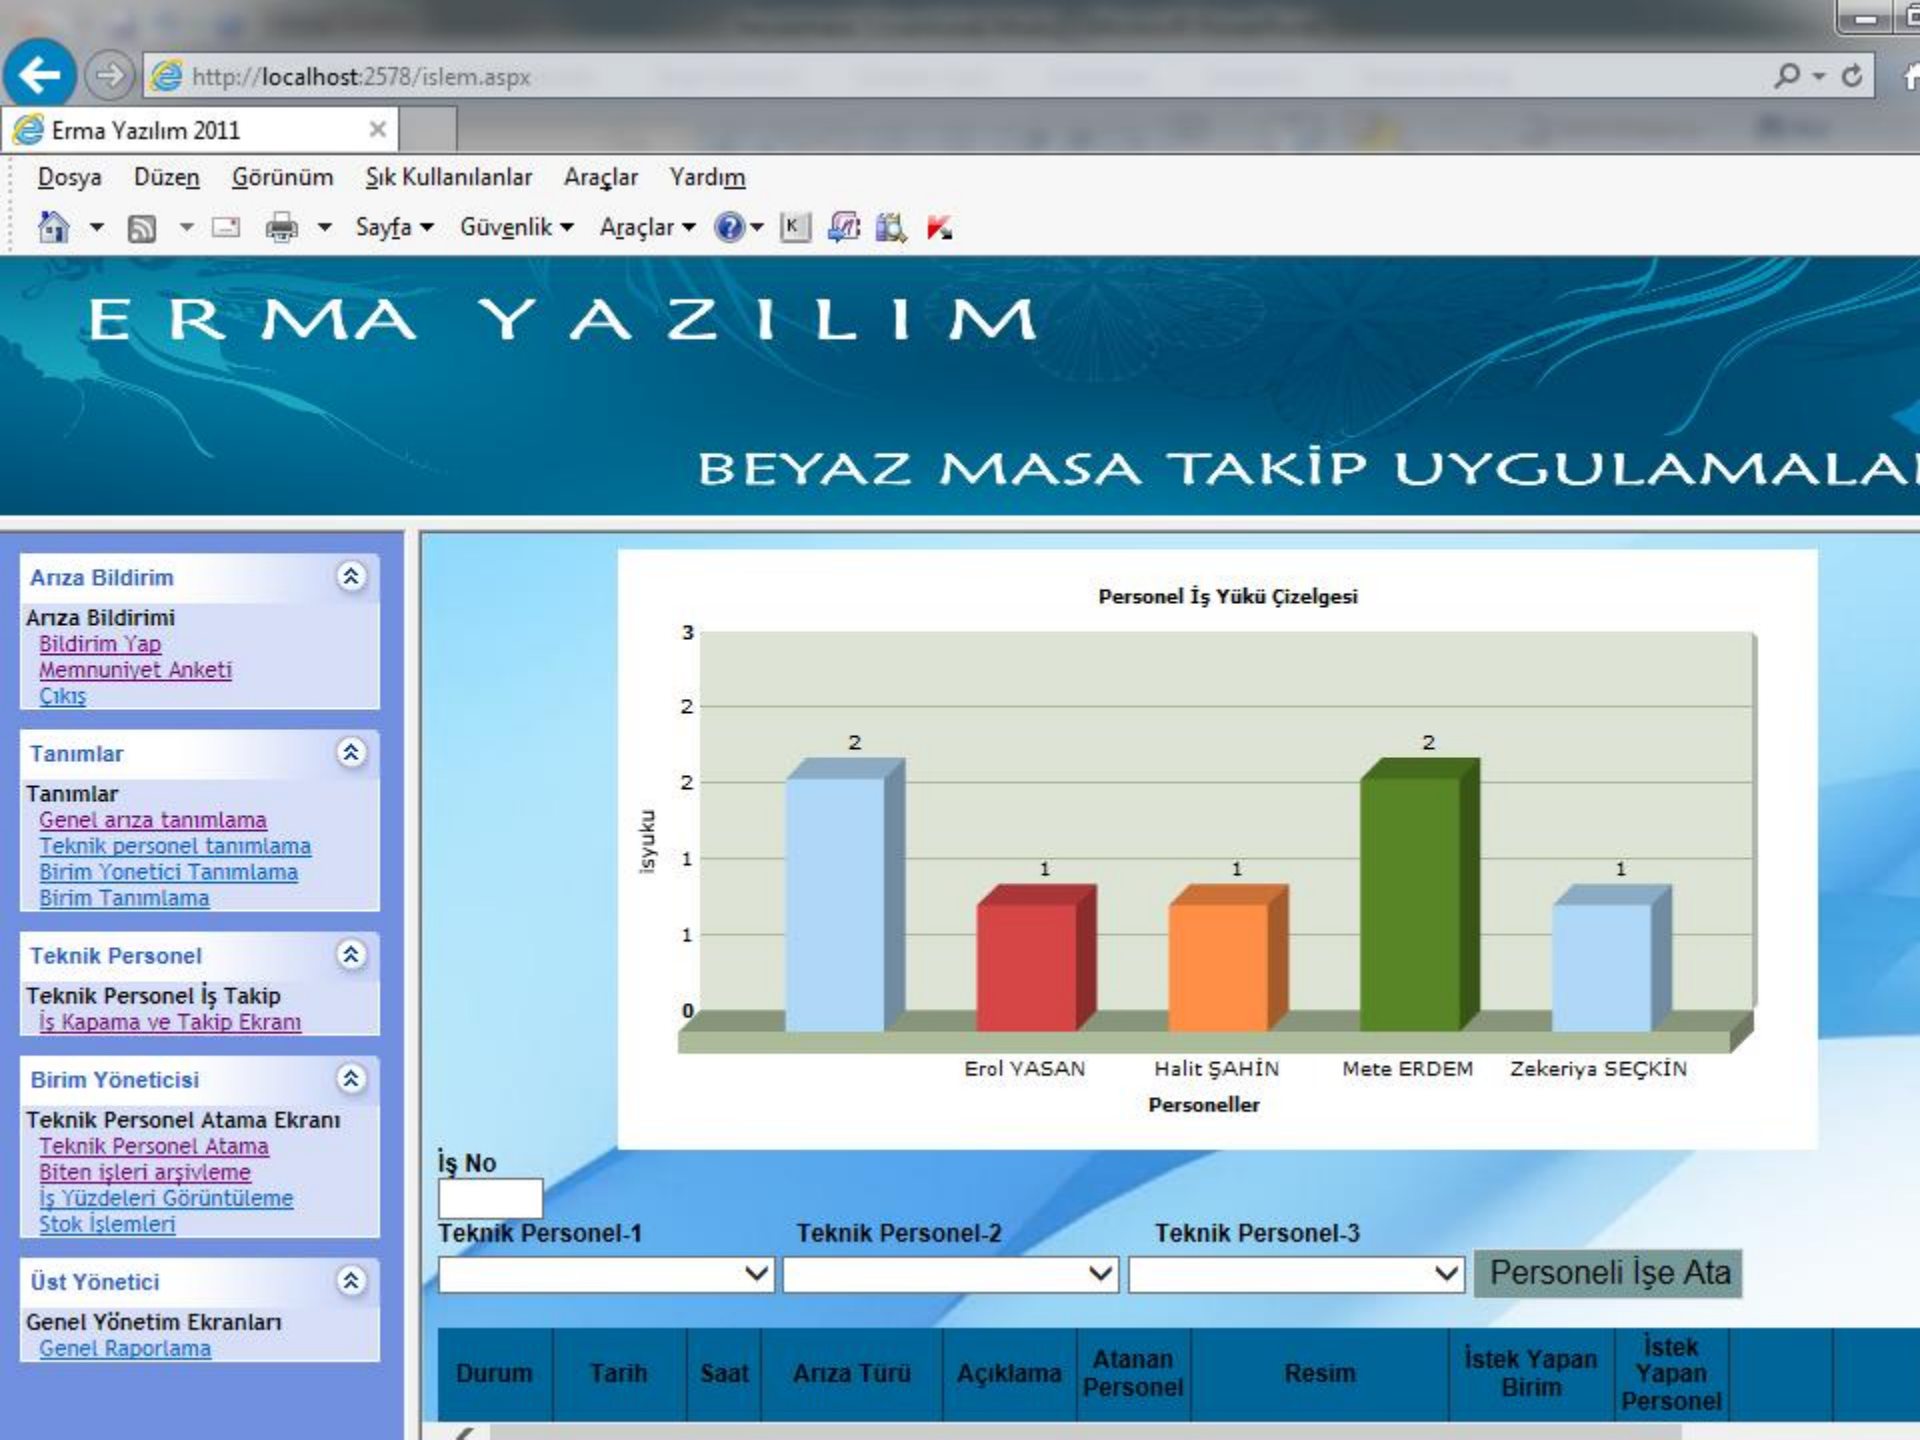 http://localhost:2578/islem.aspx
Erma Yazılım 2011
Dosya Düzen Görünüm Sık Kullanılanlar Araçlar Yardım
Sayfa Güvenlik Araçlar
ERMA YAZILIM
BEYAZ MASA TAKİP UYGULAMALA
Arıza Bildirim
Arıza Bildirimi
Bildirim Yap
Memnuniyet Anketi
Çıkış
Tanımlar
Tanımlar
Genel arıza tanımlama
Teknik personel tanımlama
Birim Yonetici Tanımlama
Birim Tanımlama
Teknik Personel
Teknik Personel İş Takip
İş Kapama ve Takip Ekranı
Birim Yöneticisi
Teknik Personel Atama Ekranı
Teknik Personel Atama
Biten işleri arşivleme
İş Yüzdeleri Görüntüleme
Stok İşlemleri
Üst Yönetici
Genel Yönetim Ekranları
Genel Raporlama
Personel İş Yükü Çizelgesi
3
2
2
1
1
0
isyuku
2 1 1 2 1
Erol YASAN Halit ŞAHİN Mete ERDEM Zekeriya SEÇKİN
Personeller
İş No
Teknik Personel-1 Teknik Personel-2 Teknik Personel-3
Personeli İşe Ata
Durum Tarih Saat Arıza Türü Açıklama Atanan Personel Resim İstek Yapan Birim İstek Yapan Personel